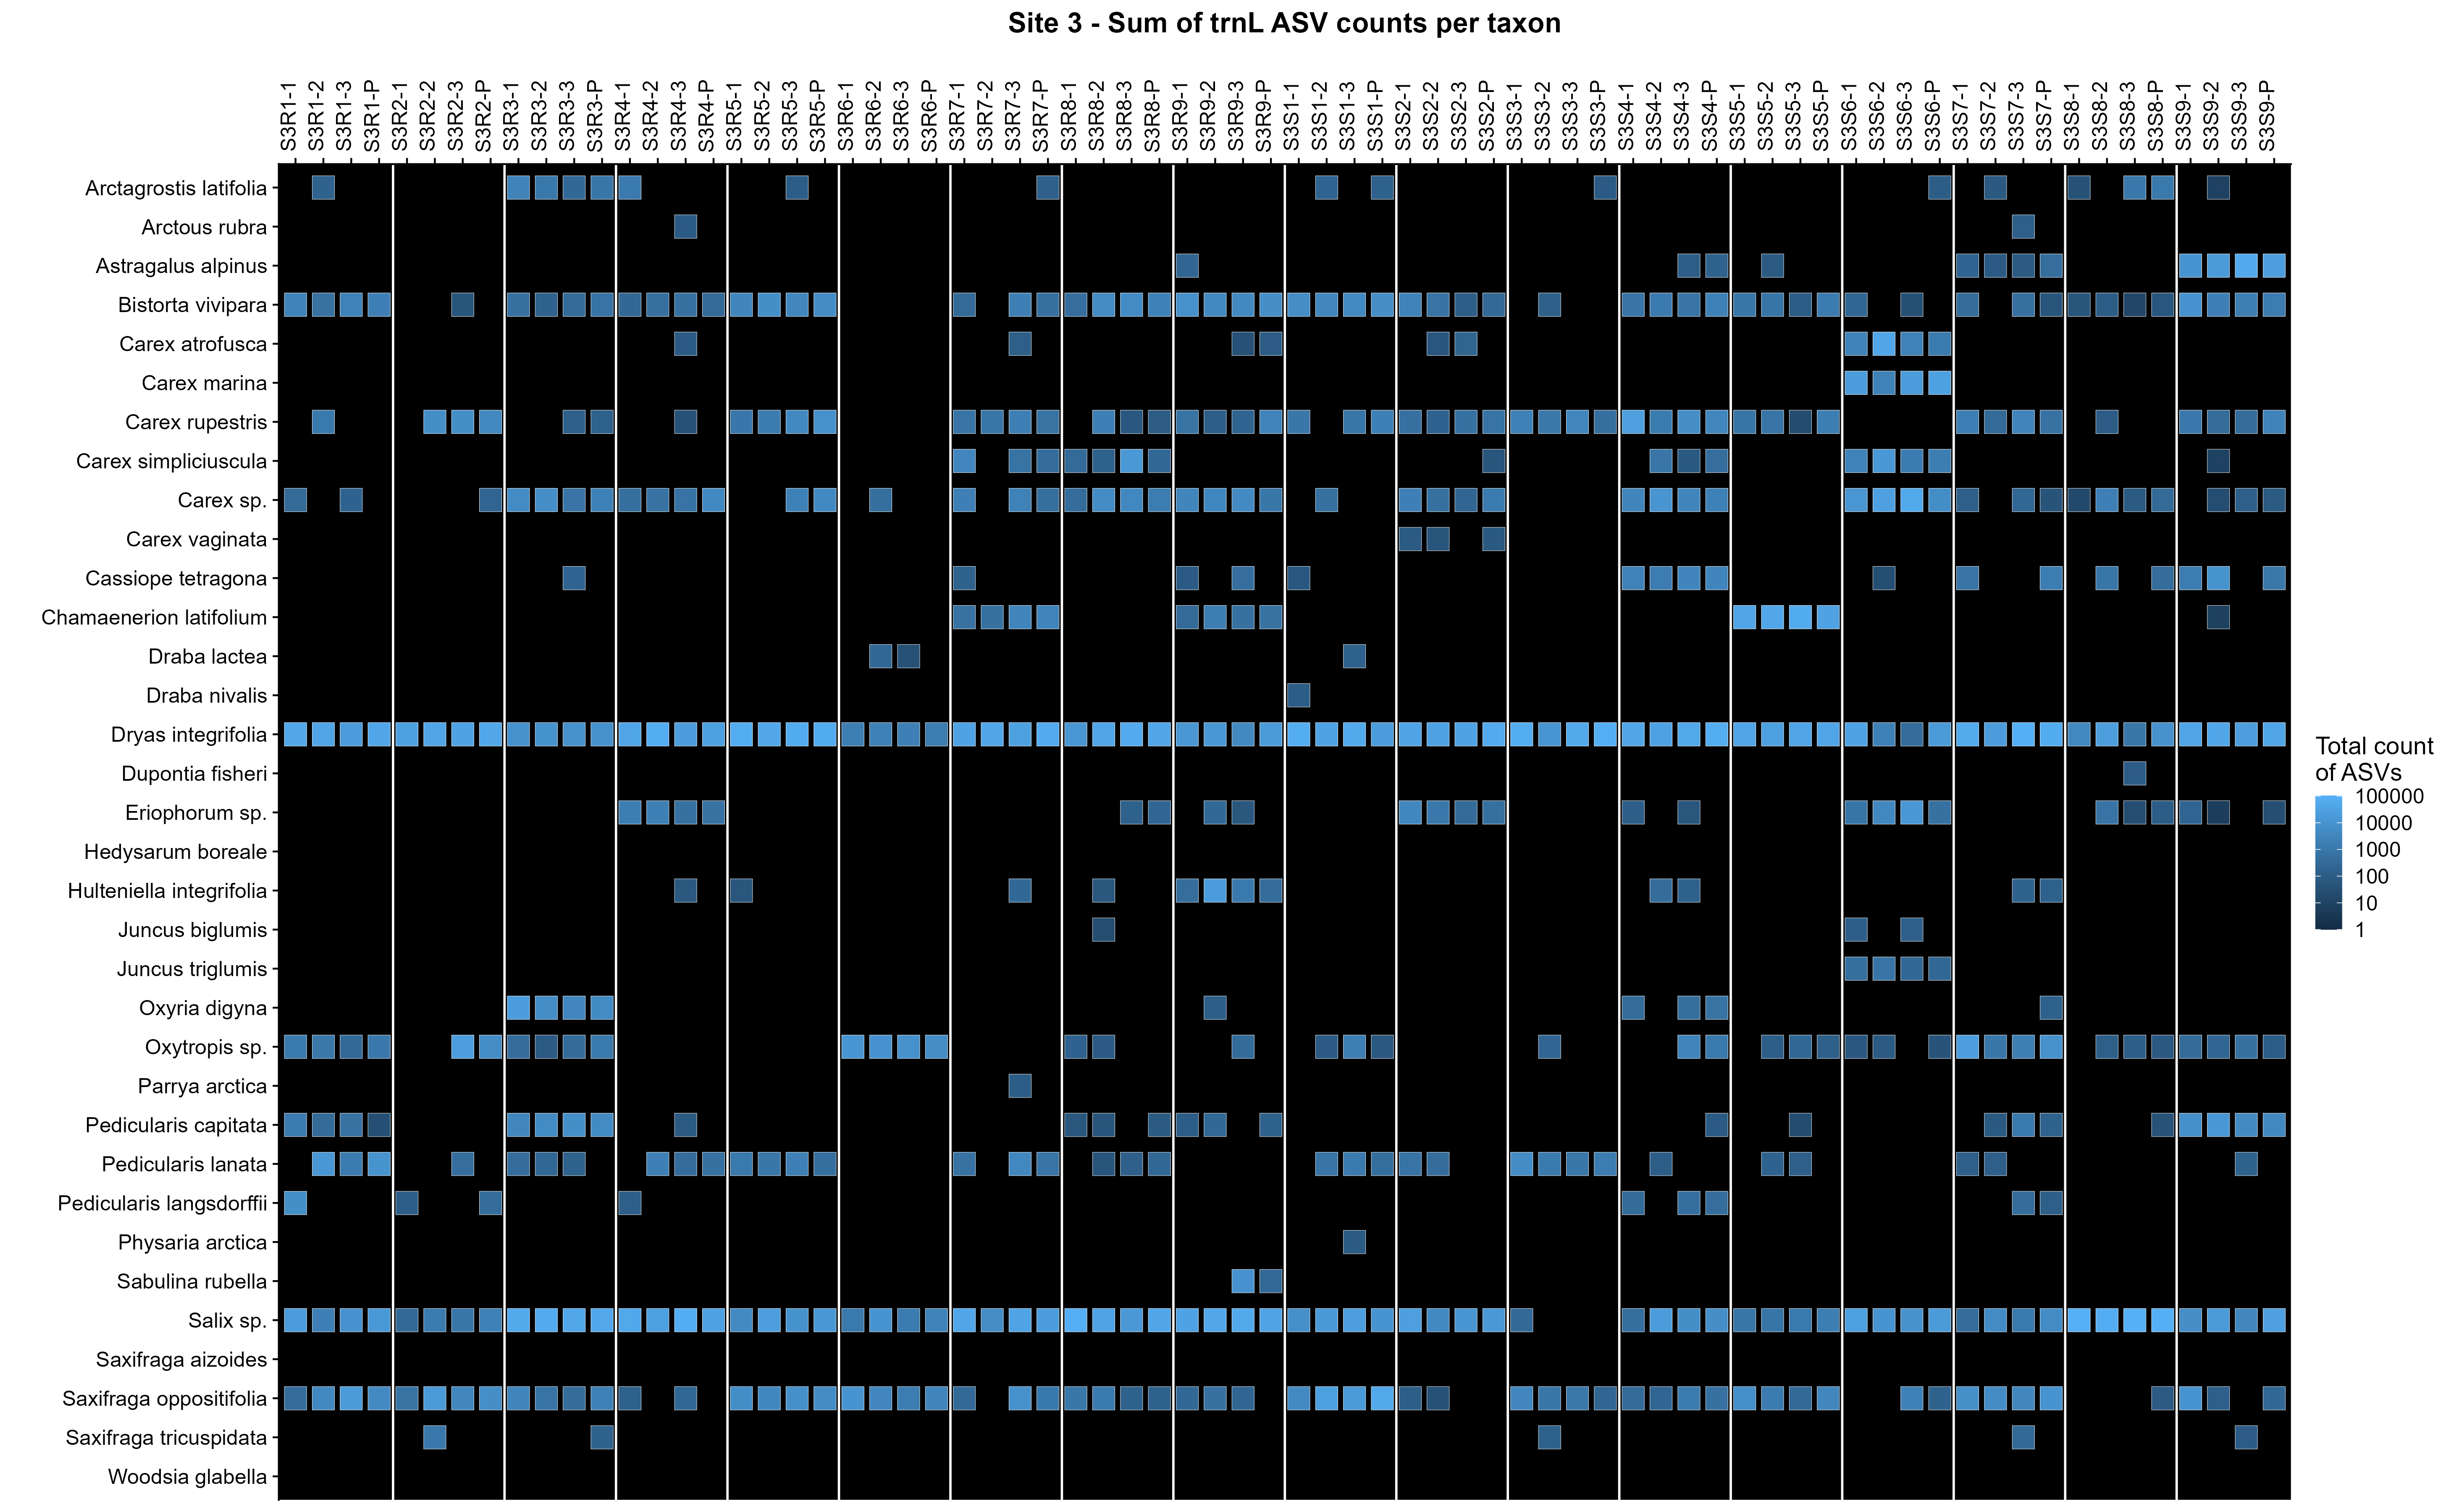 Site 3 - Sum of trnL ASV counts per taxon
S3R1-1
S3R1-2
S3R1-3
S3R1-P
S3R2-1
S3R2-2
S3R2-3
S3R2-P
S3R3-1
S3R3-2
S3R3-3
S3R3-P
S3R4-1
S3R4-2
S3R4-3
S3R4-P
S3R5-1
S3R5-2
S3R5-3
S3R5-P
S3R6-1
S3R6-2
S3R6-3
S3R6-P
S3R7-1
S3R7-2
S3R7-3
S3R7-P
S3R8-1
S3R8-2
S3R8-3
S3R8-P
S3R9-1
S3R9-2
S3R9-3
S3R9-P
S3S1-1
S3S1-2
S3S1-3
S3S1-P
S3S2-1
S3S2-2
S3S2-3
S3S2-P
S3S3-1
S3S3-2
S3S3-3
S3S3-P
S3S4-1
S3S4-2
S3S4-3
S3S4-P
S3S5-1
S3S5-2
S3S5-3
S3S5-P
S3S6-1
S3S6-2
S3S6-3
S3S6-P
S3S7-1
S3S7-2
S3S7-3
S3S7-P
S3S8-1
S3S8-2
S3S8-3
S3S8-P
S3S9-1
S3S9-2
S3S9-3
S3S9-P
Arctagrostis latifolia
Arctous rubra
Astragalus alpinus
Bistorta vivipara
Carex atrofusca
Carex marina
Carex rupestris
Carex simpliciuscula
Carex sp.
Carex vaginata
Cassiope tetragona
Chamaenerion latifolium
Draba lactea
Draba nivalis
Dryas integrifolia
Dupontia fisheri
Eriophorum sp.
Hedysarum boreale
Hulteniella integrifolia
Juncus biglumis
Juncus triglumis
Oxyria digyna
Oxytropis sp.
Parrya arctica
Pedicularis capitata
Pedicularis lanata
Pedicularis langsdorffii
Physaria arctica
Sabulina rubella
Salix sp.
Saxifraga aizoides
Saxifraga oppositifolia
Saxifraga tricuspidata
Woodsia glabella
Total count
of ASVs
100000
10000
1000
100
10
1